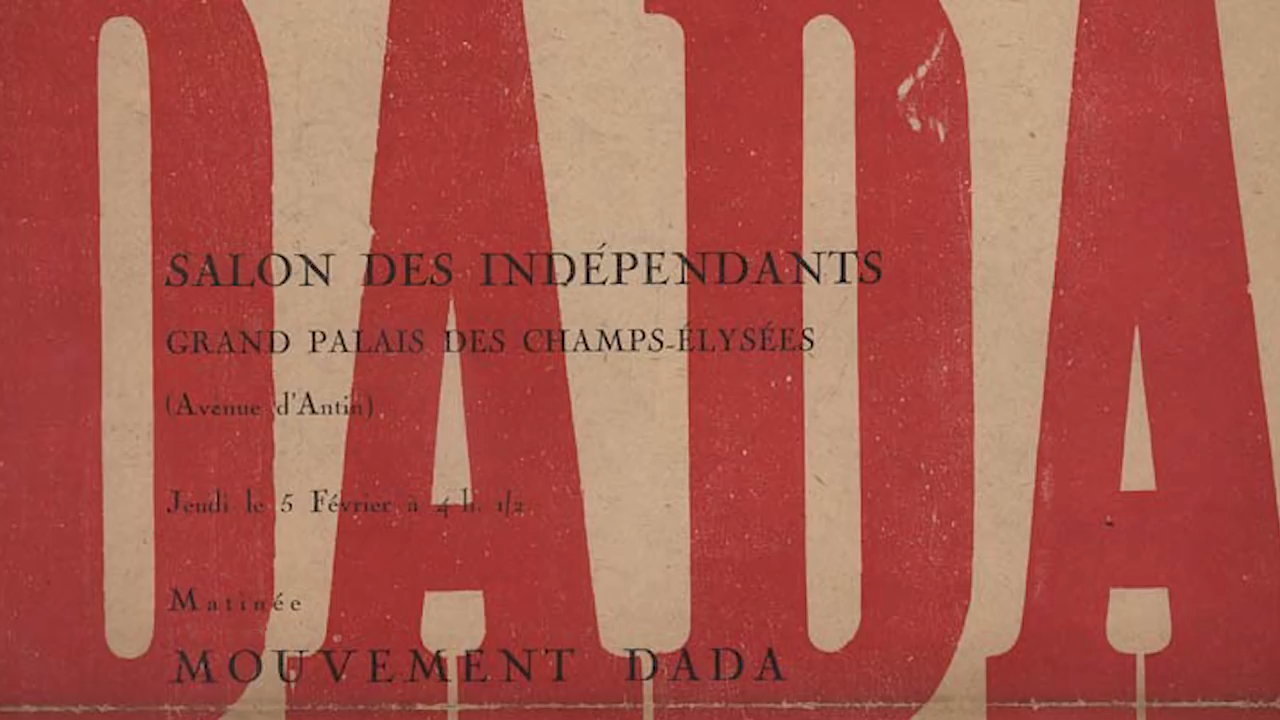 DADA
SALON DES INDÉPENDANTS
GRAND PALAIS DES CHAMPS-ÉLYSÉES
(Avenue d'Antin)
Jeudi le 5 Février à 4 h. 1/2
Matinée
MOUVEMENT DADA